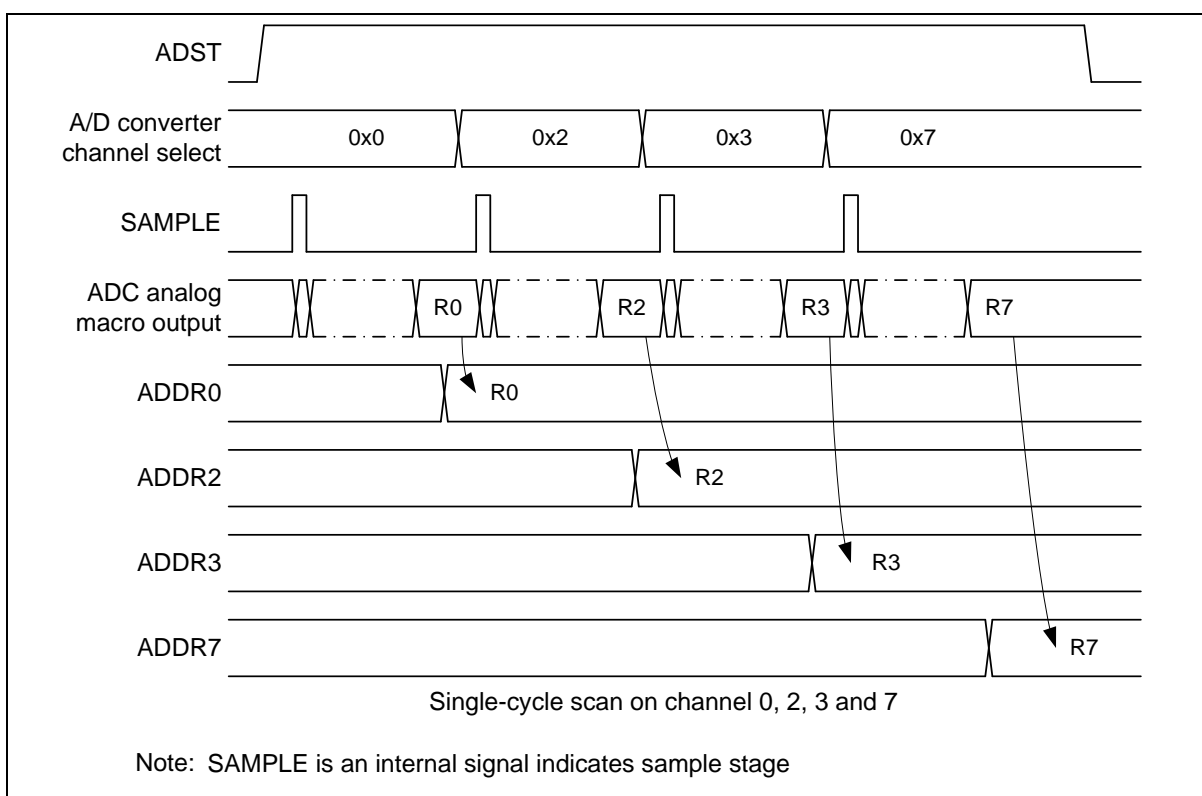 ADST
A/D converter
channel select
0x0 0x2 0x3 0x7
SAMPLE
ADC analog
macro output
R0 R2 R3 R7
ADDR0 R0
ADDR2 R2
ADDR3 R3
ADDR7 R7
Single-cycle scan on channel 0, 2, 3 and 7
Note: SAMPLE is an internal signal indicates sample stage